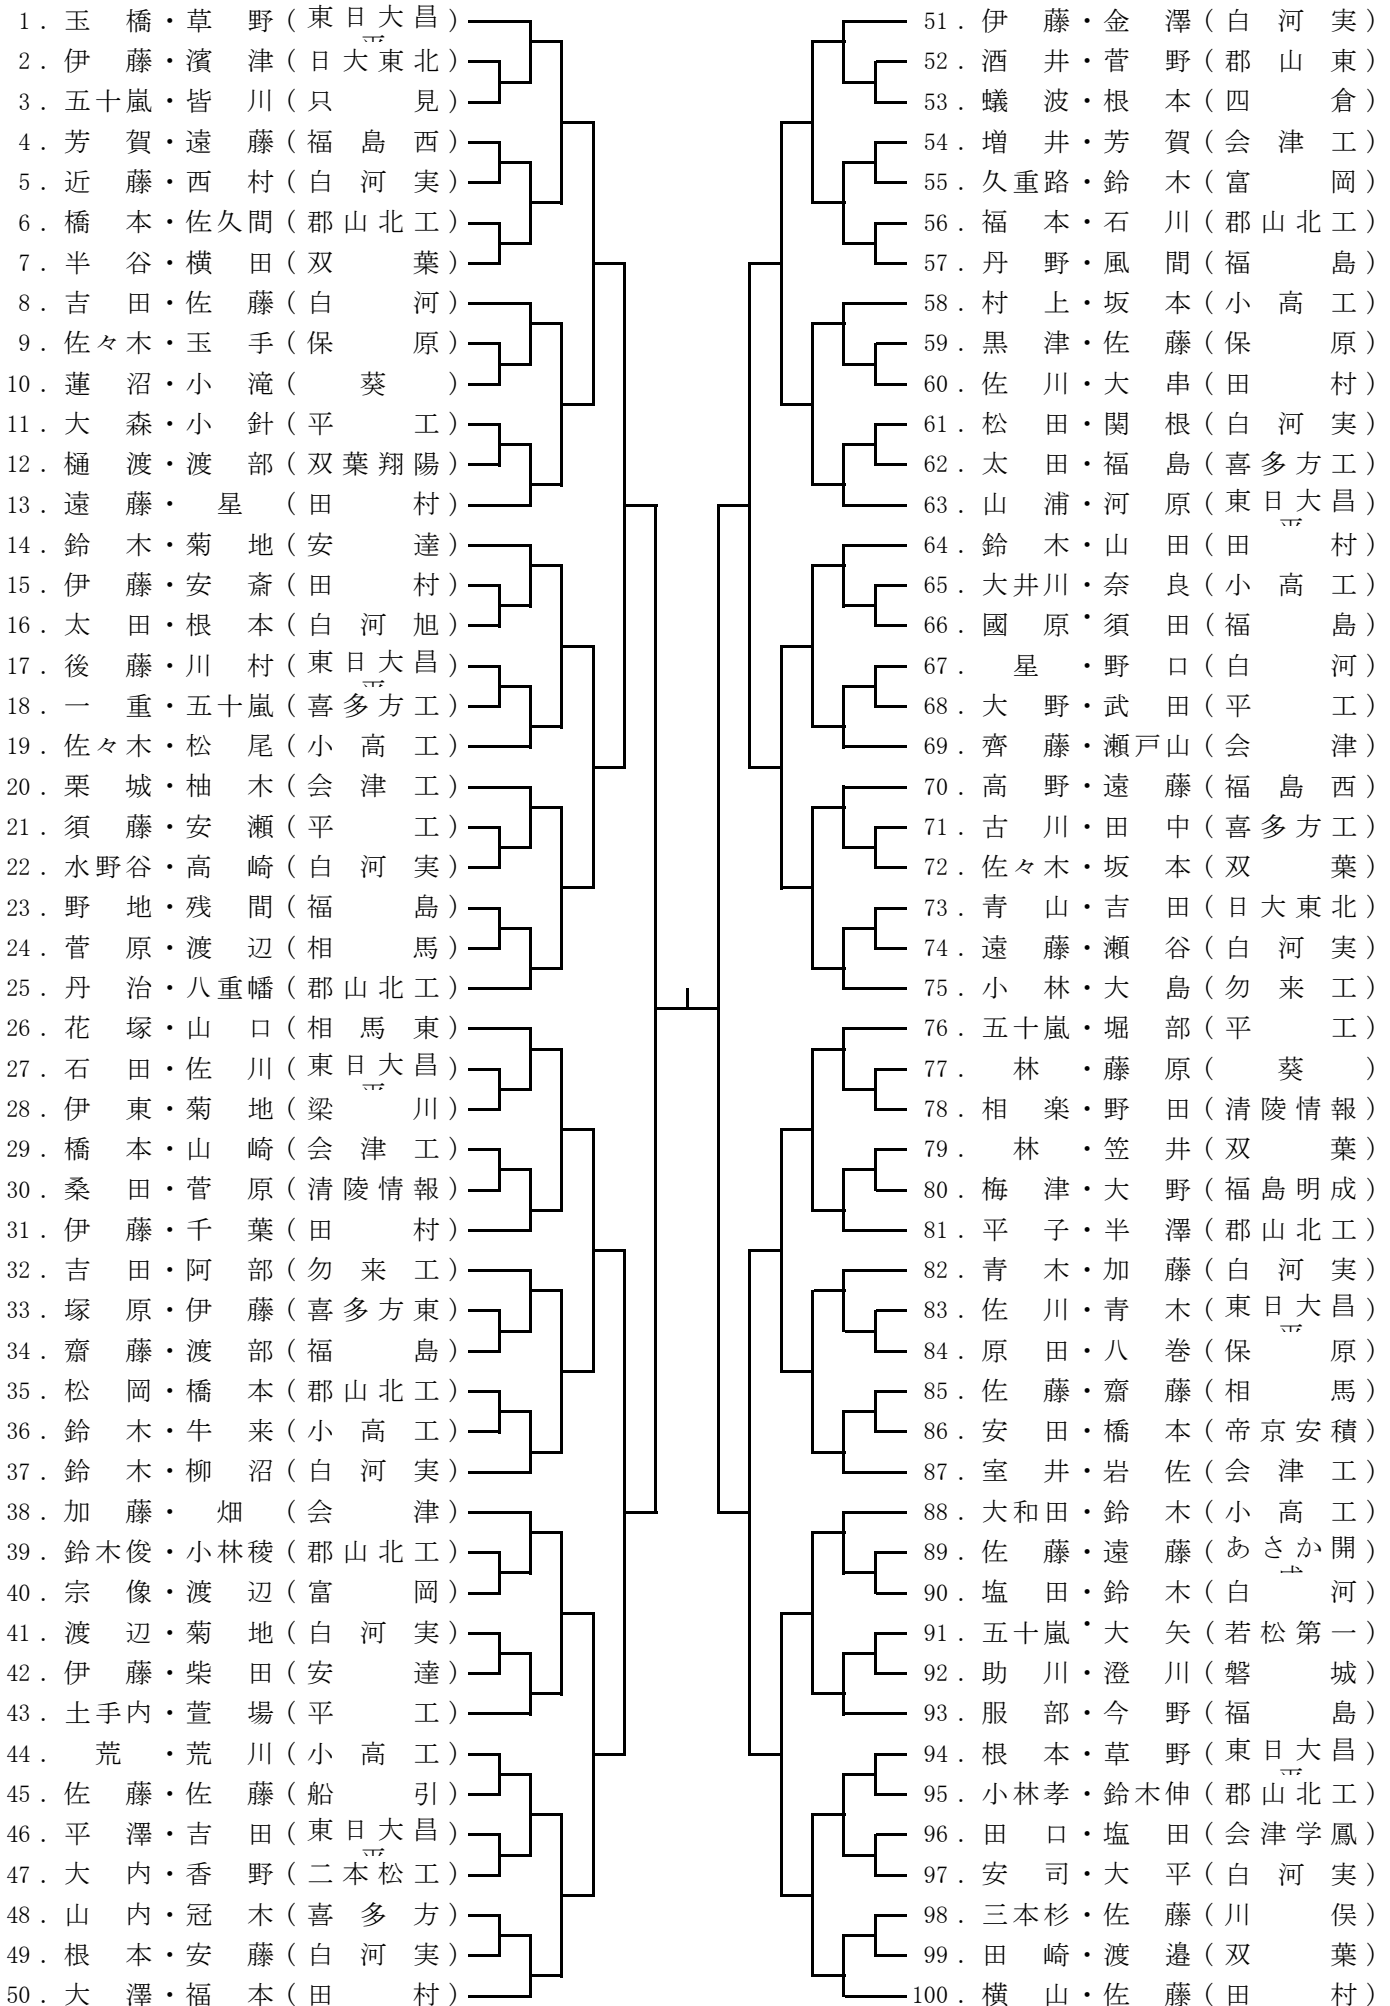 1.玉橋・草野(東日大昌
2.伊藤・濱津(日大東北)
3.五十嵐・皆川(只見)
4.芳賀・遠藤(福島西)
5.近藤・西村(白河実)
6.橋本・佐久間(郡山北工)
7.半谷・横田(双葉)
8.吉田・佐藤(白河)
9.佐々木・玉手(保原)
10.蓮沼・小滝(葵)
11.大森・小針(平工)
12.樋渡・渡部(双葉翔陽)
13.遠藤・星(田村)
14.鈴木・菊地(安達)
15.伊藤・安斎(田村)
16.太田・根本(白河旭)
17.後藤・川村(東日大昌)
18.一重・五十嵐(喜多方工)
19.佐々木・松尾(小高工)
20.栗城・柚木(会津工)
21.須藤・安瀬(平工)
22.水野谷・高崎(白河実)
23.野地・残間(福島)
24.菅原・渡辺(相馬)
25.丹治・八重幡(郡山北工)
26.花塚・山口(相馬東)
27.石田・佐川(東日大昌)
28.伊東・菊地(梁川)
29.橋本・山崎(会津工)
30.桑田・菅原(清陵情報)
31.伊藤・千葉(田村)
32.吉田・阿部(勿来工)
33.塚原・伊藤(喜多方東)
34.齋藤・渡部(福島)
35.松岡・橋本(郡山北工)
36.鈴木・牛来(小高工)
37.鈴木・柳沼(白河実)
38.加藤・畑(会津)
39.鈴木俊・小林稜(郡山北工)
40.宗像・渡辺(富岡)
41.渡辺・菊地(白河実)
42.伊藤・柴田(安達)
43.土手内・萱場(平工)
44.荒・荒川(小高工)
45.佐藤・佐藤(船引)
46.平澤・吉田(東日大昌)
47.大内・香野(二本松工)
48.山内・冠木(喜多方)
49.根本・安藤(白河実)
50.大澤・福本(田村)
51.伊藤・金澤(白河実)
52.酒井・菅野(郡山東)
53.蟻波・根本(四倉)
54.増井・芳賀(会津工)
55.久重路・鈴木(富岡)
56.福本・石川(郡山北工)
57.丹野・風間(福島)
58.村上・坂本(小高工)
59.黒津・佐藤(保原)
60.佐川・大串(田村)
61.松田・関根(白河実)
62.太田・福島(喜多方工)
63.山浦・河原(東日大昌)
64.鈴木・山田(田村)
65.大井川・奈良(小高工)
66.國原・須田(福島)
67.星・野口(白河)
68.大野・武田(平工)
69.齊藤・瀬戸山(会津)
70.高野・遠藤(福島西)
71.古川・田中(喜多方工)
72.佐々木・坂本(双葉)
73.青山・吉田(日大東北)
74.遠藤・瀬谷(白河実)
75.小林・大島(勿来工)
76.五十嵐・堀部(平工)
77.林・藤原(葵)
78.相楽・野田(清陵情報)
79.林・笠井(双葉)
80.梅津・大野(福島明成)
81.平子・半澤(郡山北工)
82.青木・加藤(白河実)
83.佐川・青木(東日大昌)
84.原田・八巻(保原)
85.佐藤・齋藤(相馬)
86.安田・橋本(帝京安積)
87.室井・岩佐(会津工)
88.大和田・鈴木(小高工)
89.佐藤・遠藤(あさか開)
90.塩田・鈴木(白河)
91.五十嵐・大矢(若松第一)
92.助川・澄川(磐城)
93.服部・今野(福島)
94.根本・草野(東日大昌)
95.小林孝・鈴木伸(郡山北工)
96.田口・塩田(会津学鳳)
97.安司・大平(白河実)
98.三本杉・佐藤(川俣)
99.田崎・渡邉(双葉)
100.横山・佐藤(田村)